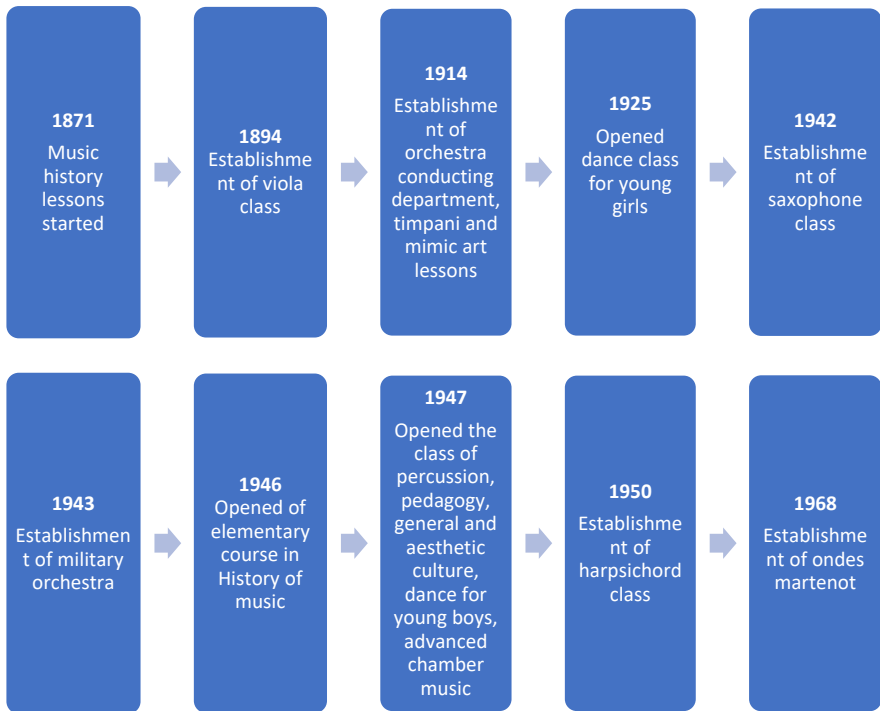 1871
Music
history
lessons
started
1894
Establishme
nt of viola
class
1914
Establishme
nt of
orchestra
conducting
department,
timpani and
mimic art
lessons
1925
Opened
dance class
for young
girls
1942
Establishme
nt of
saxophone
class
1943
Establishmen
t of military
orchestra
1946
Opened of
elementary
course in
History of
music
1947
Opened the
class of
percussion,
pedagogy,
general and
aesthetic
culture,
dance for
young boys,
advanced
chamber
music
1950
Establishme
nt of
harpsichord
class
1968
Establishme
nt of ondes
martenot